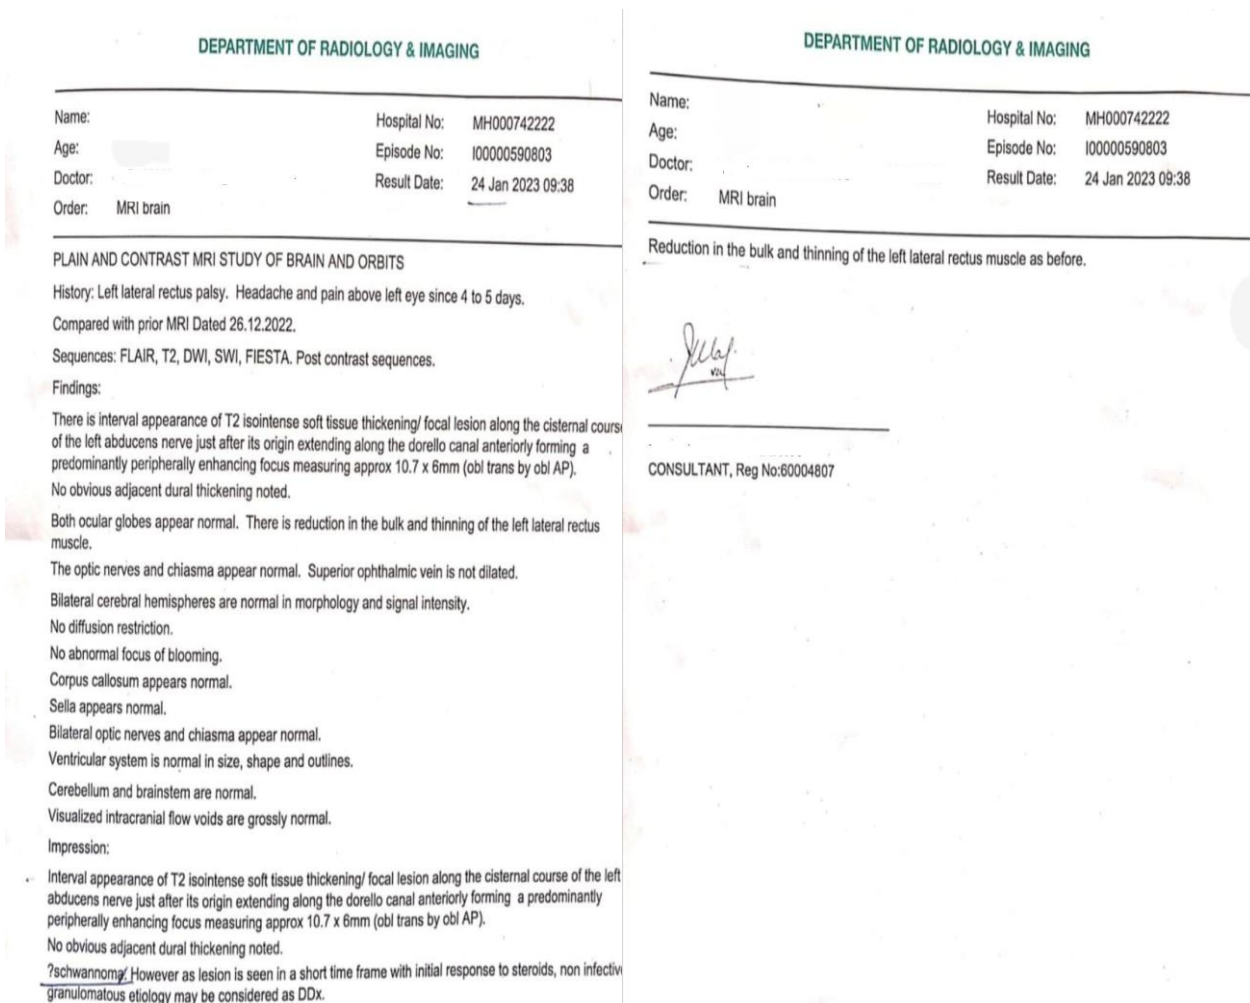 DEPARTMENT OF RADIOLOGY & IMAGING
Name:
Age:
Doctor:
Order: MRI brain
Hospital No: MH000742222
Episode No: I00000590803
Result Date: 24 Jan 2023 09:38
PLAIN AND CONTRAST MRI STUDY OF BRAIN AND ORBITS
History: Left lateral rectus palsy. Headache and pain above left eye since 4 to 5 days.
Compared with prior MRI Dated 26.12.2022.
Sequences: FLAIR, T2, DWI, SWI, FIESTA. Post contrast sequences.
Findings:
There is interval appearance of T2 isointense soft tissue thickening/ focal lesion along the cisternal course
of the left abducens nerve just after its origin extending along the dorello canal anteriorly forming a
predominantly peripherally enhancing focus measuring approx 10.7 x 6mm (obl trans by obl AP).
No obvious adjacent dural thickening noted.
Both ocular globes appear normal. There is reduction in the bulk and thinning of the left lateral rectus
muscle.
The optic nerves and chiasma appear normal. Superior ophthalmic vein is not dilated.
Bilateral cerebral hemispheres are normal in morphology and signal intensity.
No diffusion restriction.
No abnormal focus of blooming.
Corpus callosum appears normal.
Sella appears normal.
Bilateral optic nerves and chiasma appear normal.
Ventricular system is normal in size, shape and outlines.
Cerebellum and brainstem are normal.
Visualized intracranial flow voids are grossly normal.
Impression:
Interval appearance of T2 isointense soft tissue thickening/ focal lesion along the cisternal course of the left
abducens nerve just after its origin extending along the dorello canal anteriorly forming a predominantly
peripherally enhancing focus measuring approx 10.7 x 6mm (obl trans by obl AP).
No obvious adjacent dural thickening noted.
?schwannoma. However as lesion is seen in a short time frame with initial response to steroids, non infective
granulomatous etiology may be considered as DDx.
DEPARTMENT OF RADIOLOGY & IMAGING
Name:
Age:
Doctor:
Order: MRI brain
Hospital No: MH000742222
Episode No: I00000590803
Result Date: 24 Jan 2023 09:38
Reduction in the bulk and thinning of the left lateral rectus muscle as before.
CONSULTANT, Reg No:60004807